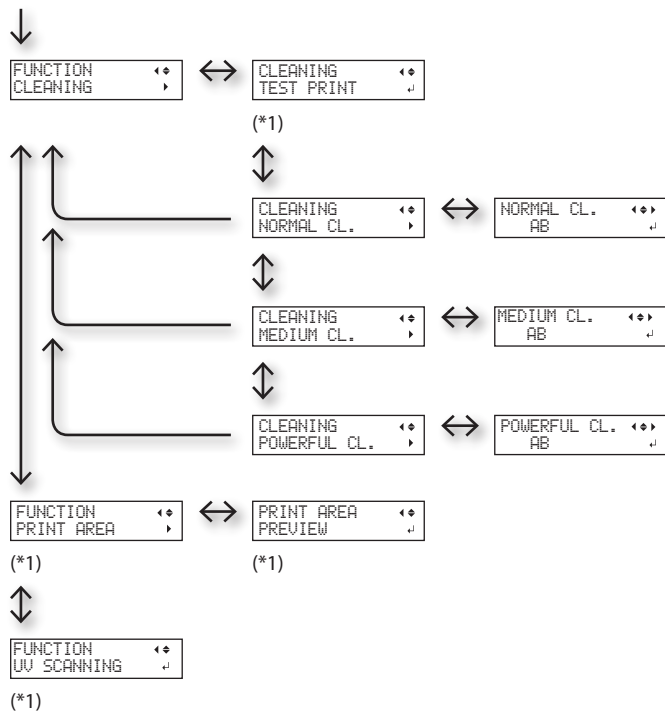 FUNCTION
CLEANING
CLEANING
TEST PRINT
(*1)
CLEANING
NORMAL CL.
NORMAL CL.
AB
CLEANING
MEDIUM CL.
MEDIUM CL.
AB
CLEANING
POWERFUL CL.
POWERFUL CL.
AB
FUNCTION
PRINT AREA
(*1)
PRINT AREA
PREVIEW
(*1)
FUNCTION
UV SCANNING
(*1)